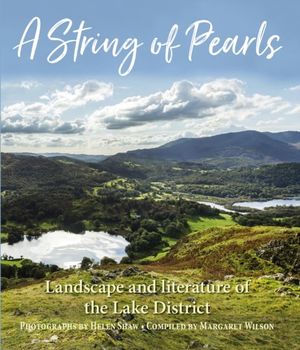 A String of Pearls
Landscape and literature of
the Lake District
Photographs by Helen Shaw • Compiled by Margaret Wilson